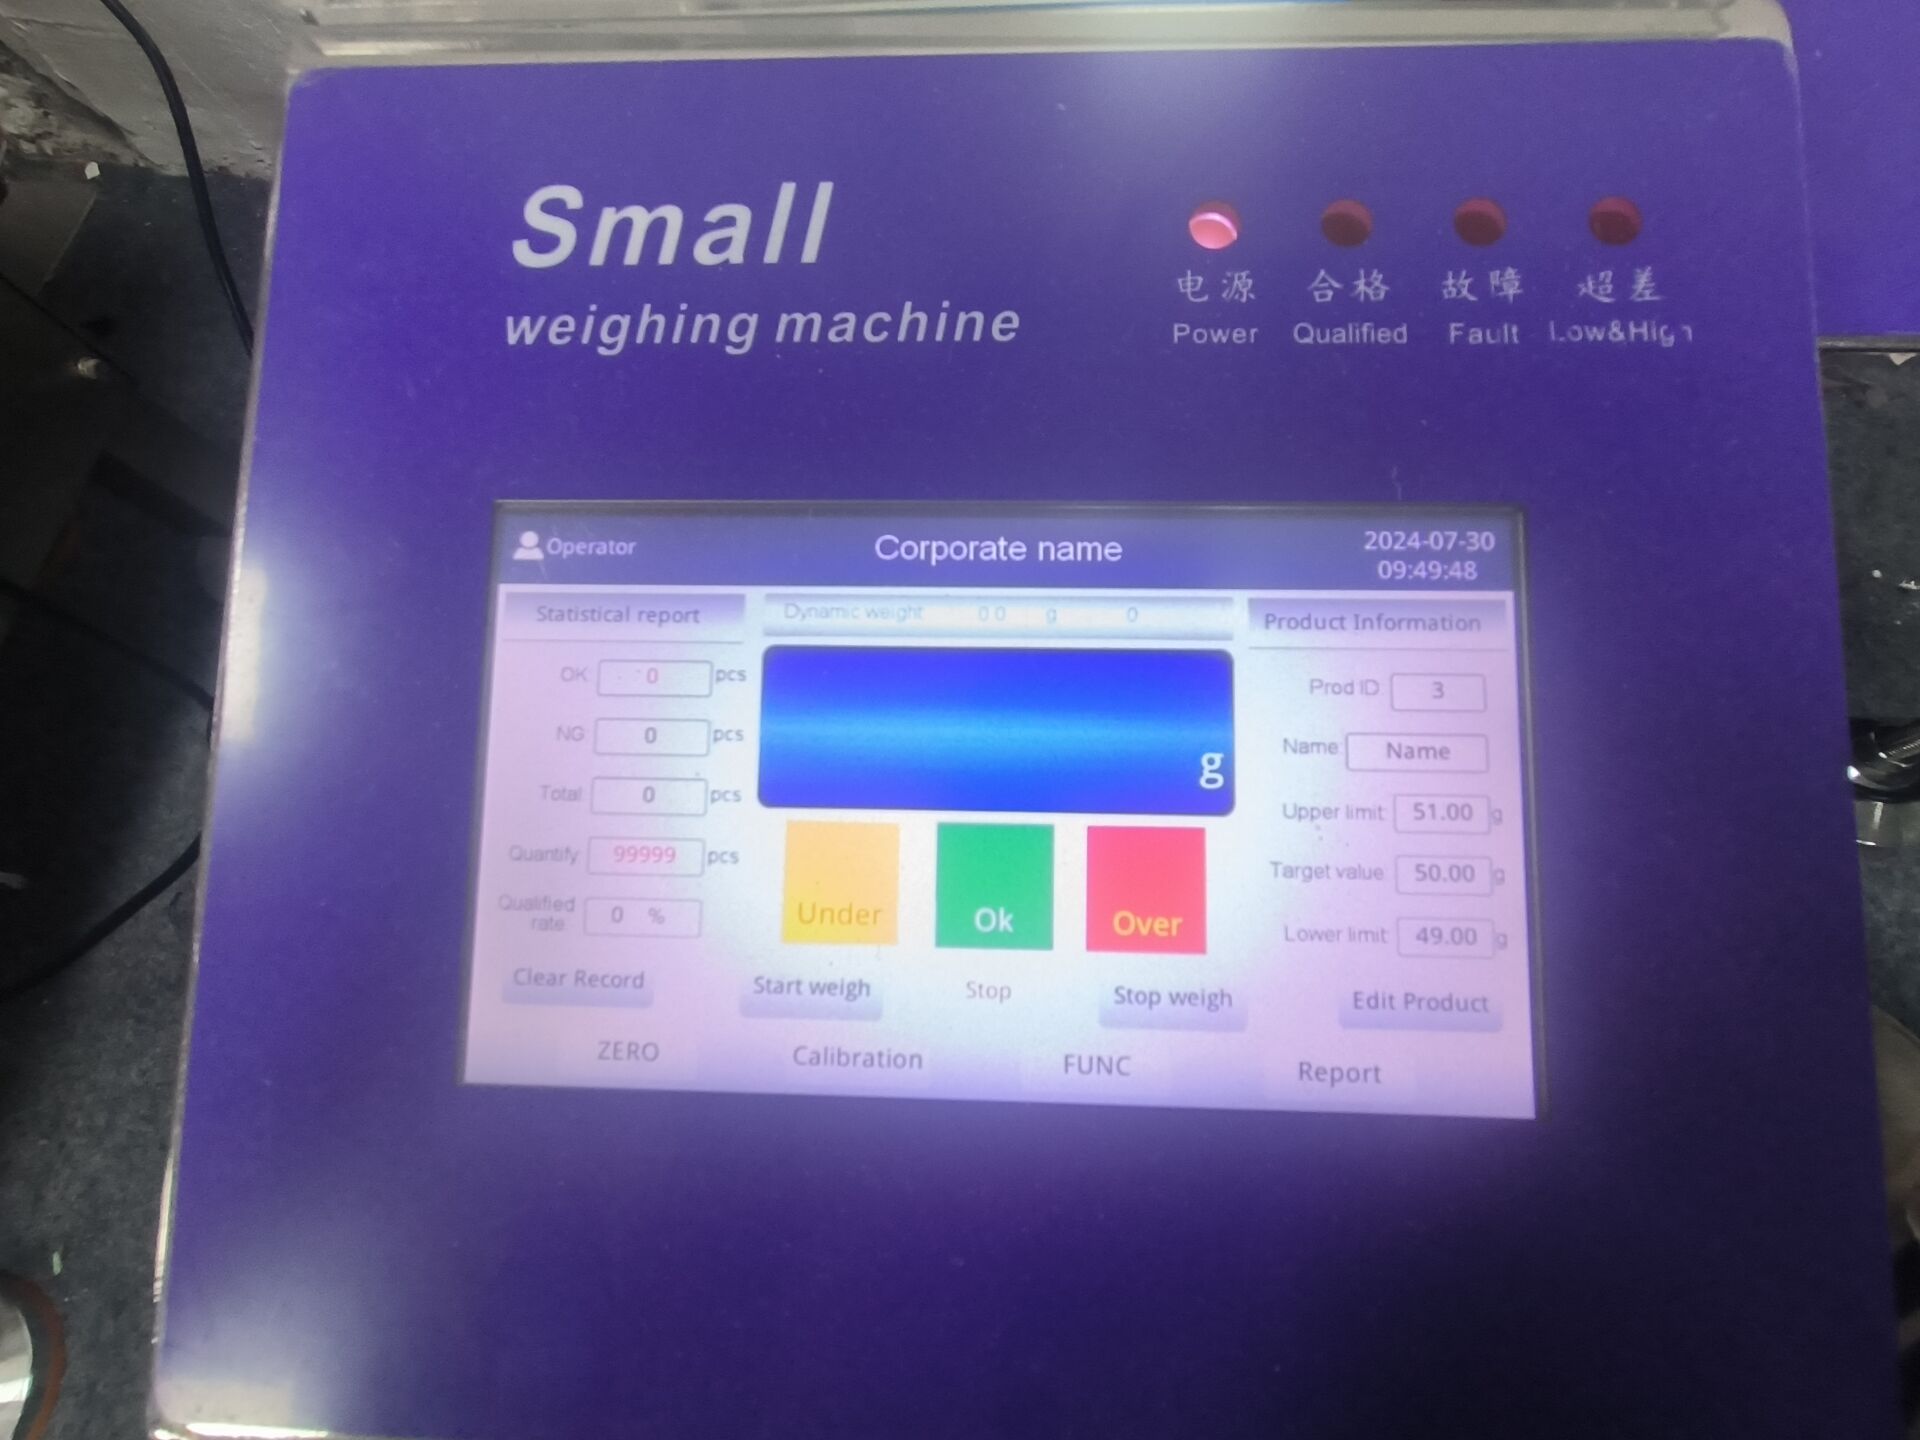 Small
weighing machine
电源 合格 故障 超差
Power Qualified Fault Low&High
Operator
Corporate name
2024-07-30
09:49:48
Statistical report
OK 0 pcs
NG 0 pcs
Total 0 pcs
Quantify 99999 pcs
Qualified
rate 0 %
Clear Record
Dynamic weight 0.0 g 0
g
Under
Ok
Over
Start weigh
Stop
Stop weigh
Product Information
Prod ID 3
Name Name
Upper limit 51.00 g
Target value 50.00 g
Lower limit 49.00 g
Edit Product
ZERO Calibration FUNC Report